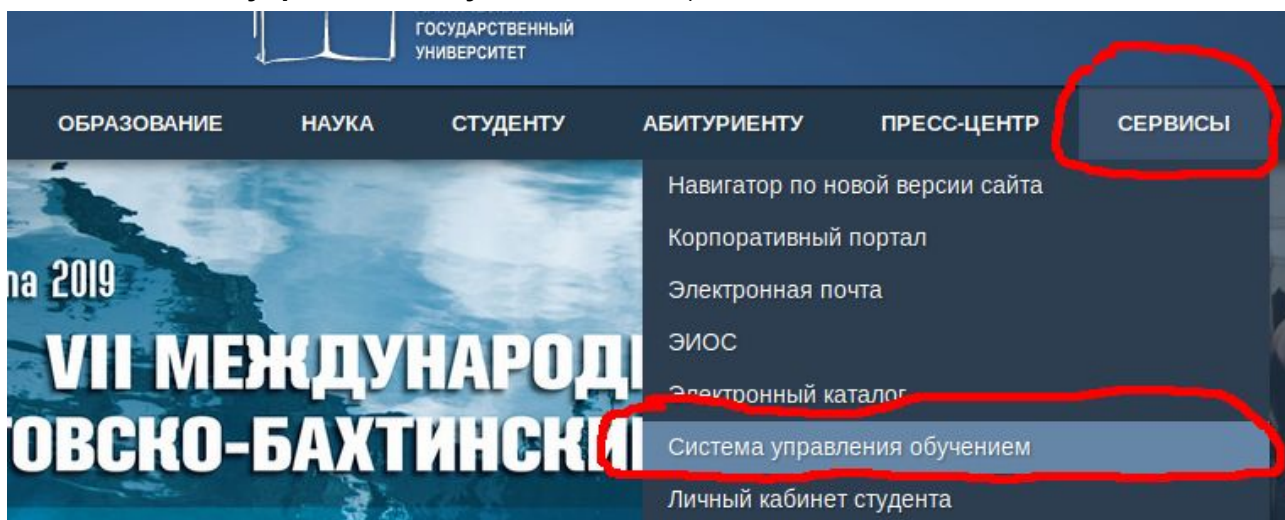 ГОСУДАРСТВЕННЫЙ
УНИВЕРСИТЕТ
ОБРАЗОВАНИЕ НАУКА СТУДЕНТУ АБИТУРИЕНТУ ПРЕСС-ЦЕНТР СЕРВИСЫ
Навигатор по новой версии сайта
Корпоративный портал
Электронная почта
ЭИОС
Электронный каталог
Система управления обучением
Личный кабинет студента
2019
VII МЕЖДУНАРОД
ТОВСКО-БАХТИНСКИ